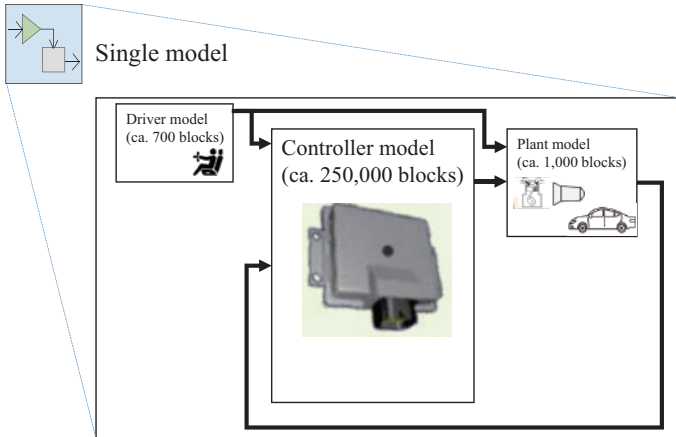 Single model
Driver model
(ca. 700 blocks)
Controller model
(ca. 250,000 blocks)
Plant model
(ca. 1,000 blocks)